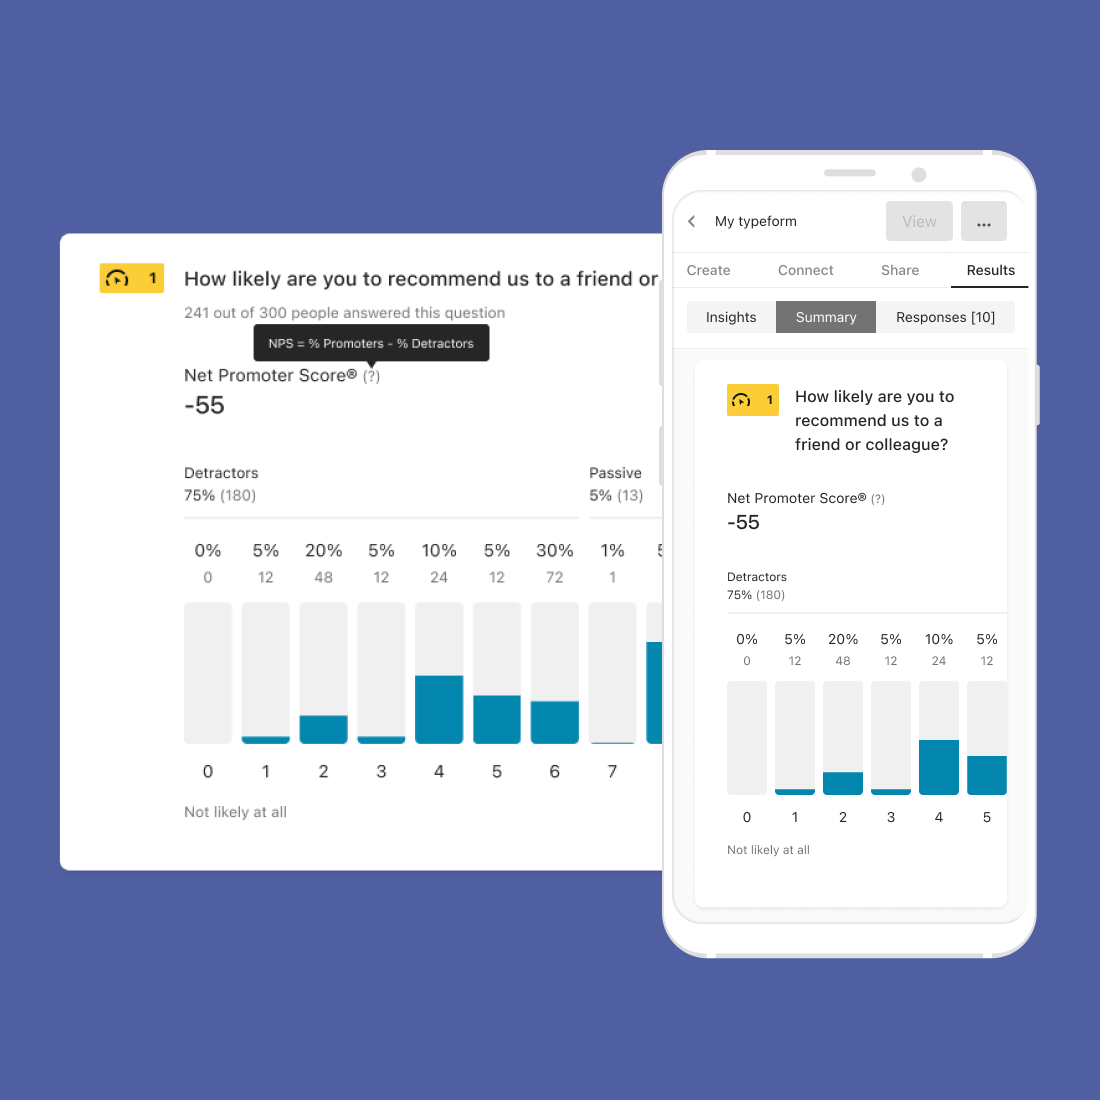 1
How likely are you to recommend us to a friend or
241 out of 300 people answered this question
NPS = % Promoters - % Detractors
Net Promoter Score® (?)
-55
Detractors
75% (180)
Passive
5% (13)
0% 5% 20% 5% 10% 5% 30% 1%
0 12 48 12 24 12 72 1
0 1 2 3 4 5 6 7
Not likely at all
My typeform
View
...
Create Connect Share Results
Insights Summary Responses [10]
1
How likely are you to
recommend us to a
friend or colleague?
Net Promoter Score® (?)
-55
Detractors
75% (180)
0% 5% 20% 5% 10% 5%
0 12 48 12 24 12
0 1 2 3 4 5
Not likely at all